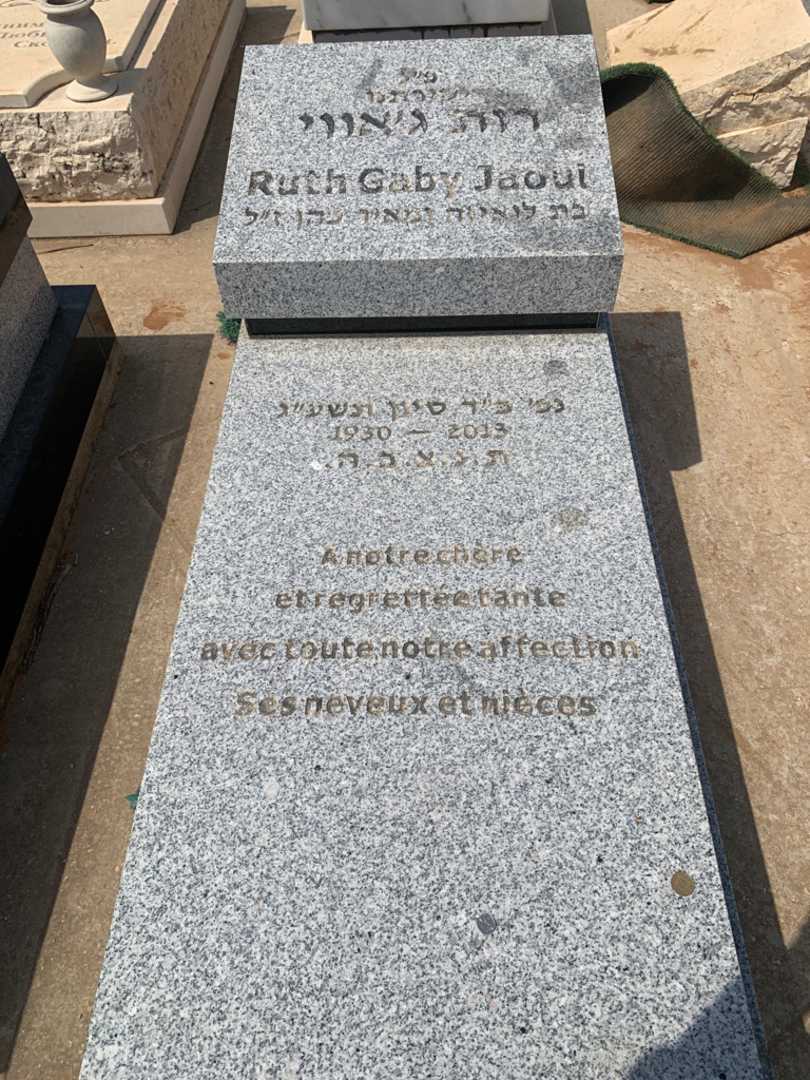 פ״נ
רות ג׳אווי
Ruth Gaby Jaoui
בת לואיזה ומאיר כהן ז״ל
נפ׳ כ״ד סיון תשע״ג
1930 — 2013
ת.נ.צ.ב.ה.
A notre chère
et regrettée tante
avec toute notre affection
Ses neveux et nièces